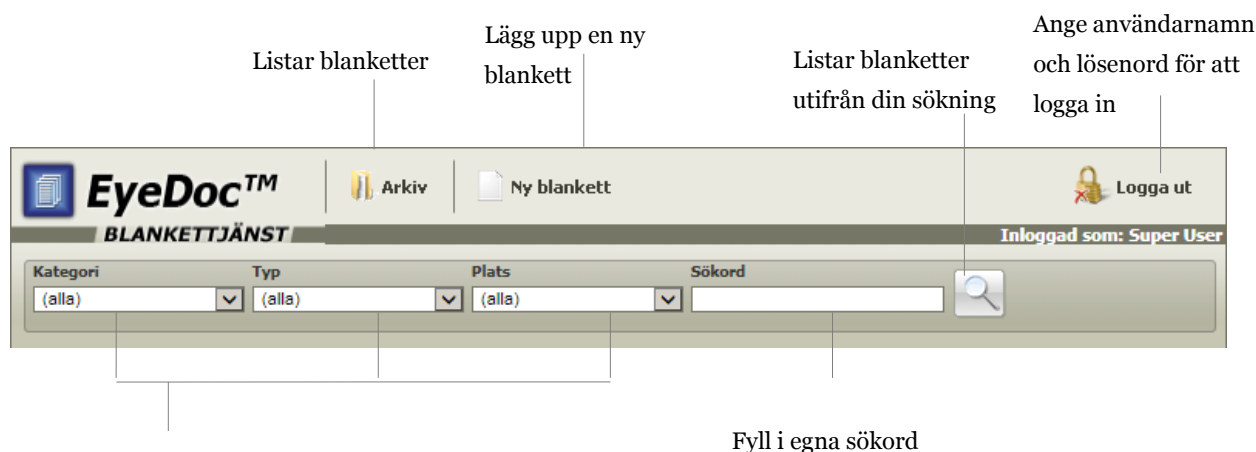 Listar blanketter
Lägg upp en ny
blankett
Listar blanketter
utifrån din sökning
Ange användarnamn
och lösenord för att
logga in
EyeDoc™
BLANKETTJÄNST
Arkiv
Ny blankett
Logga ut
Inloggad som: Super User
Kategori
Typ
Plats
Sökord
(alla)
(alla)
(alla)
Fyll i egna sökord